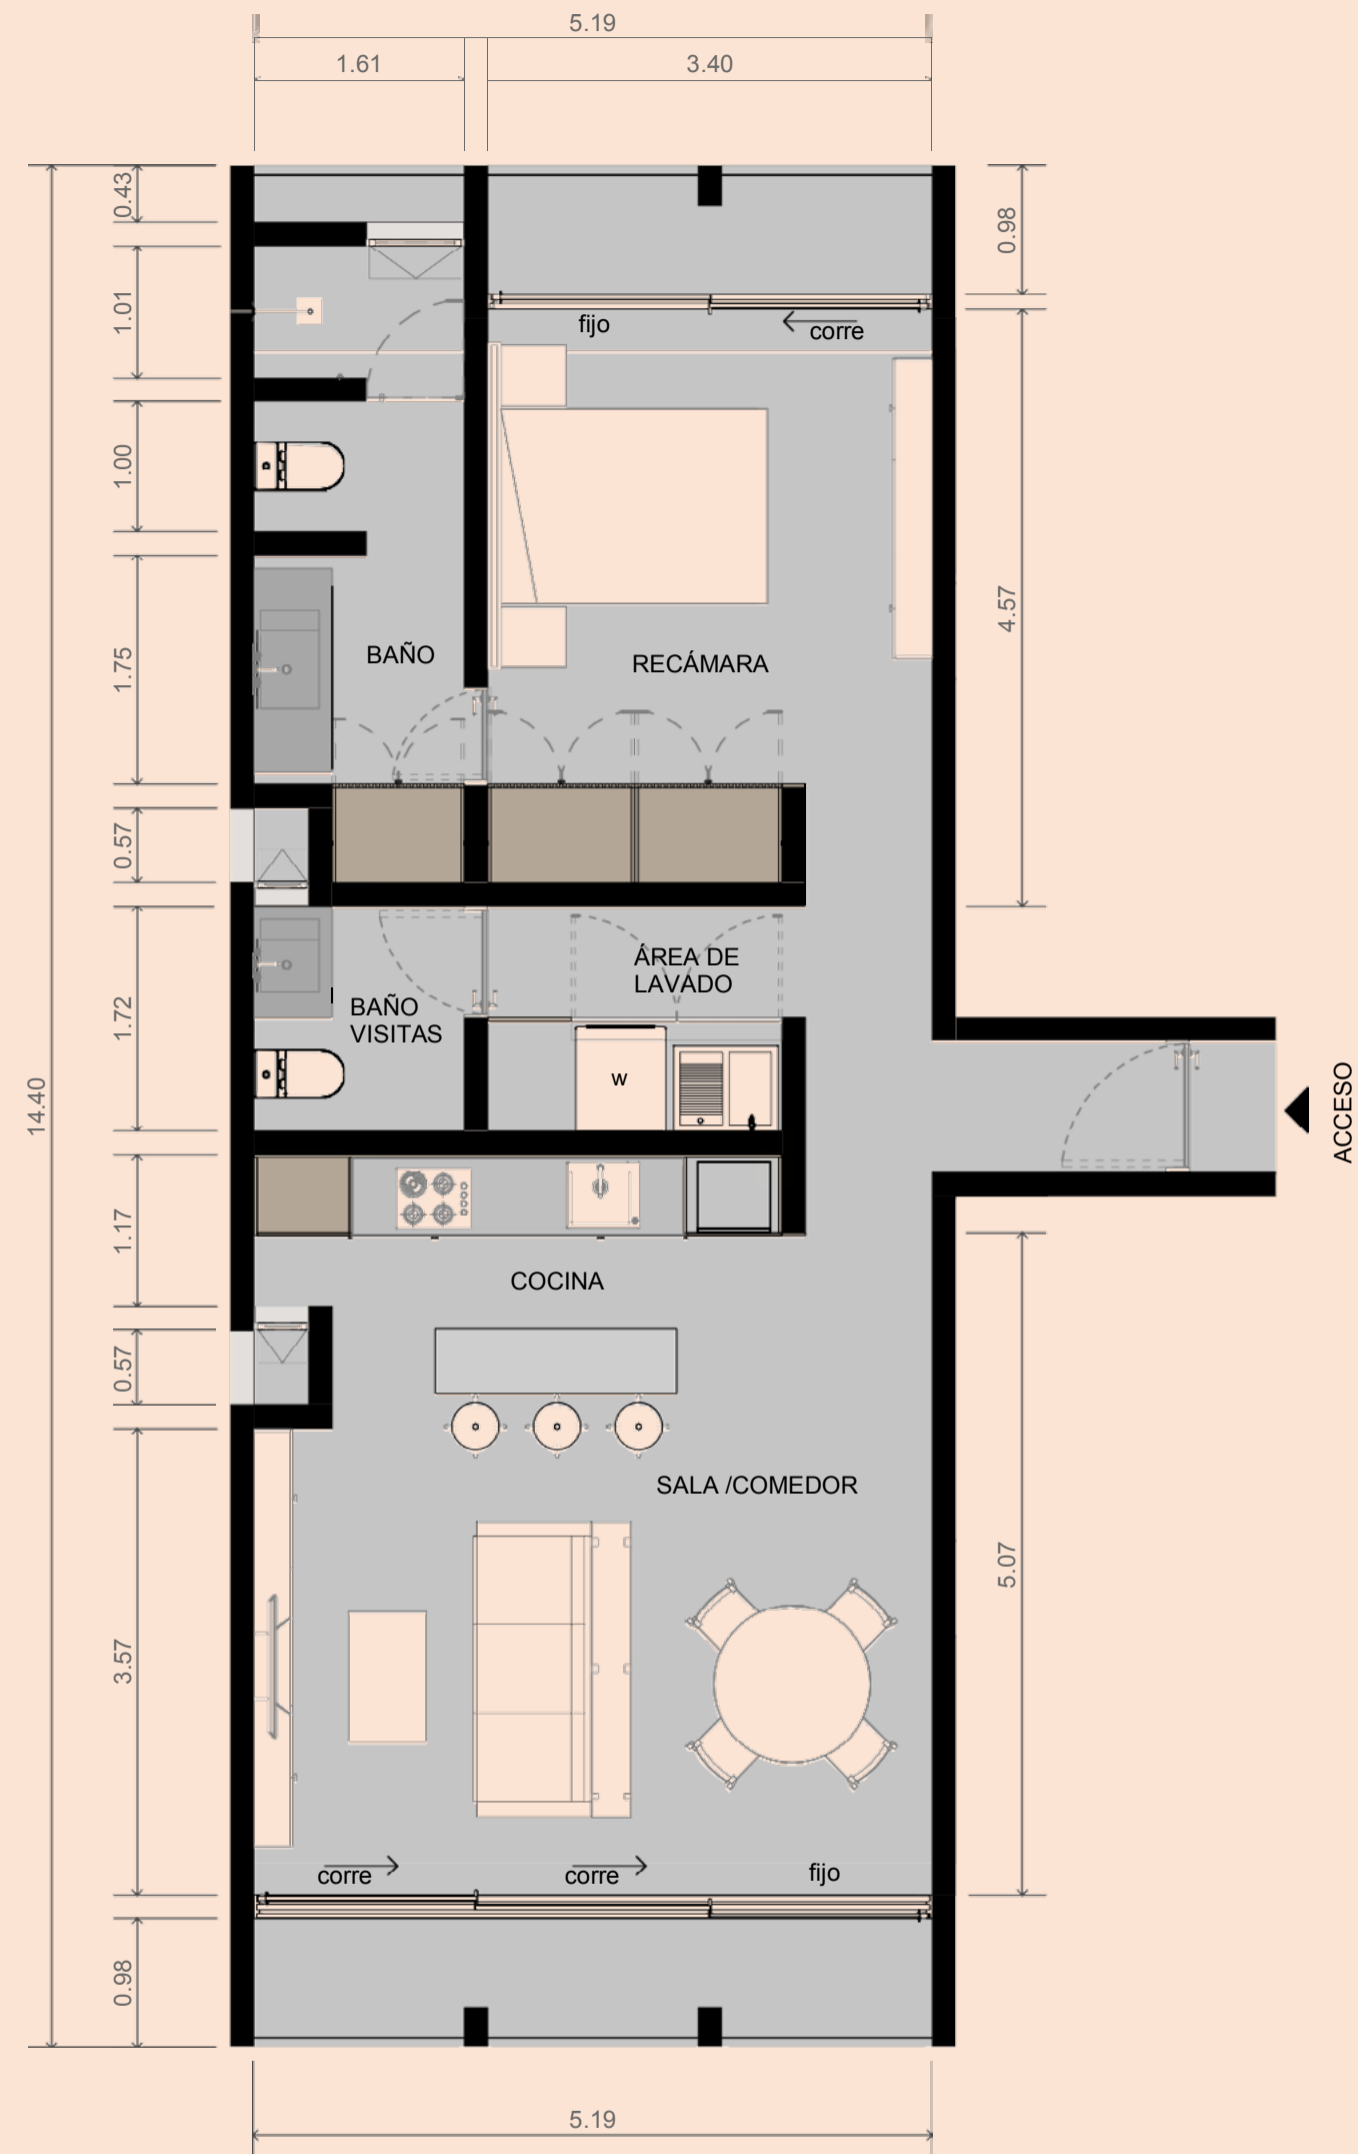 5.19
1.61
3.40
0.43
0.98
1.01
fijo
corre
1.00
4.57
1.75
BAÑO
RECÁMARA
0.57
ÁREA DE
LAVADO
1.72
BAÑO
VISITAS
w
14.40
ACCESO
1.17
COCINA
0.57
SALA /COMEDOR
5.07
3.57
corre
corre
fijo
0.98
5.19